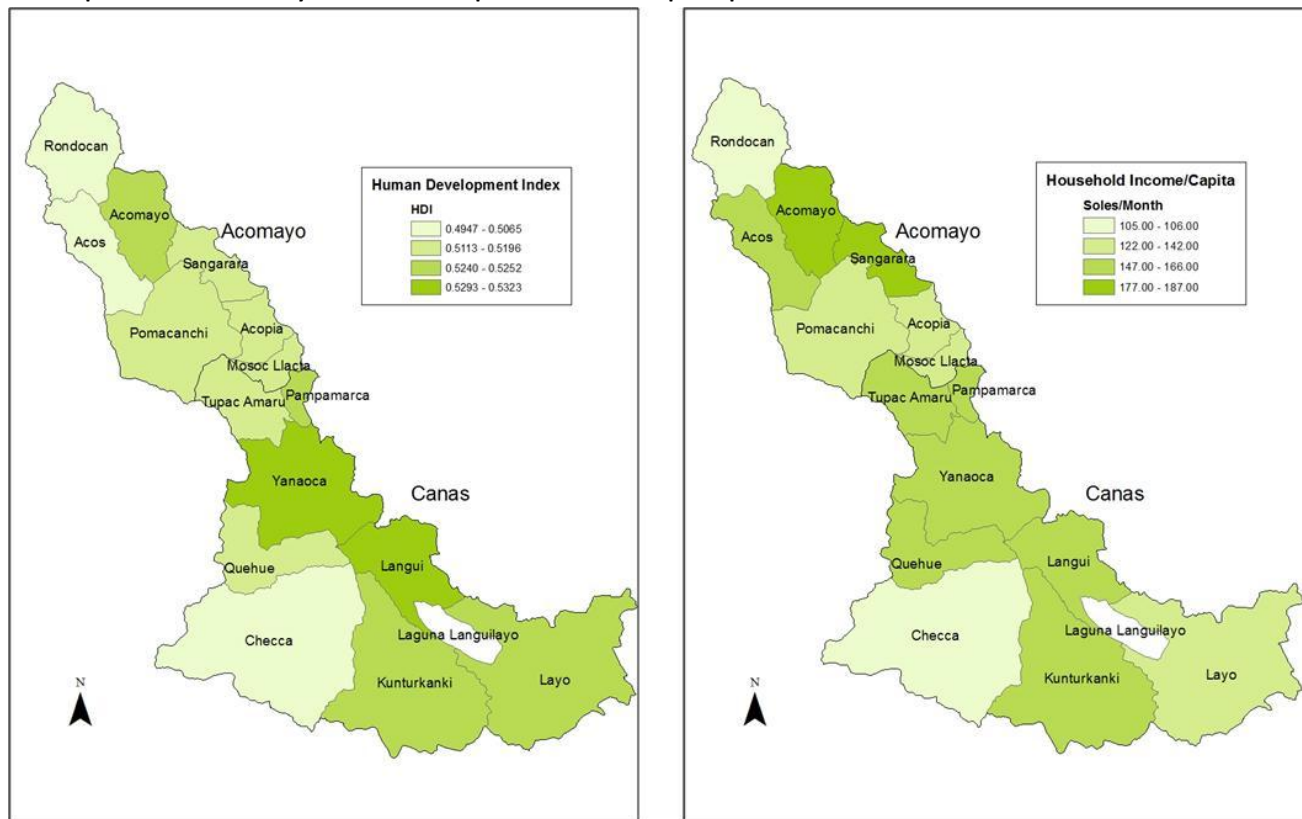 Rondocan
Human Development Index
HDI
0.4947 - 0.5065
0.5113 - 0.5196
0.5240 - 0.5252
0.5293 - 0.5323
Acomayo
Acomayo
Acos
Sangarara
Pomacanchi
Acopia
Mosoc Llacta
Pampamarca
Tupac Amaru
Yanaoca
Canas
Quehue
Langui
Checca
Laguna Languilayo
Kunturkanki
Layo
N
Rondocan
Household Income/Capita
Soles/Month
105.00 - 106.00
122.00 - 142.00
147.00 - 166.00
177.00 - 187.00
Acomayo
Acomayo
Acos
Sangarara
Pomacanchi
Acopia
Mosoc Llacta
Pampamarca
Tupac Amaru
Yanaoca
Canas
Quehue
Langui
Checca
Laguna Languilayo
Kunturkanki
Layo
N